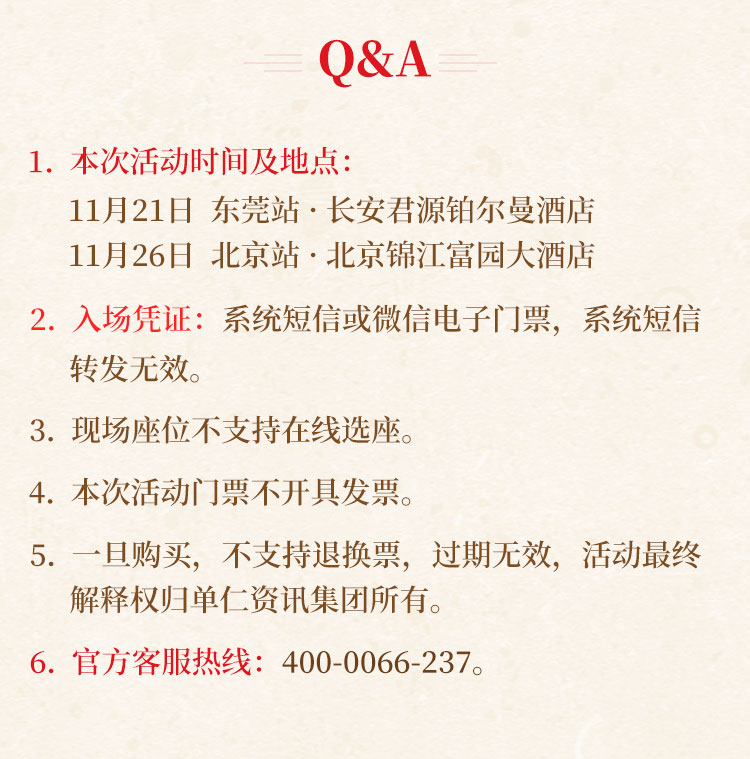 Q&A
1. 本次活动时间及地点：
11月21日 东莞站 · 长安君源铂尔曼酒店
11月26日 北京站 · 北京锦江富园大酒店
2. 入场凭证：系统短信或微信电子门票，系统短信
转发无效。
3. 现场座位不支持在线选座。
4. 本次活动门票不开具发票。
5. 一旦购买，不支持退换票，过期无效，活动最终
解释权归单仁资讯集团所有。
6. 官方客服热线：400-0066-237。